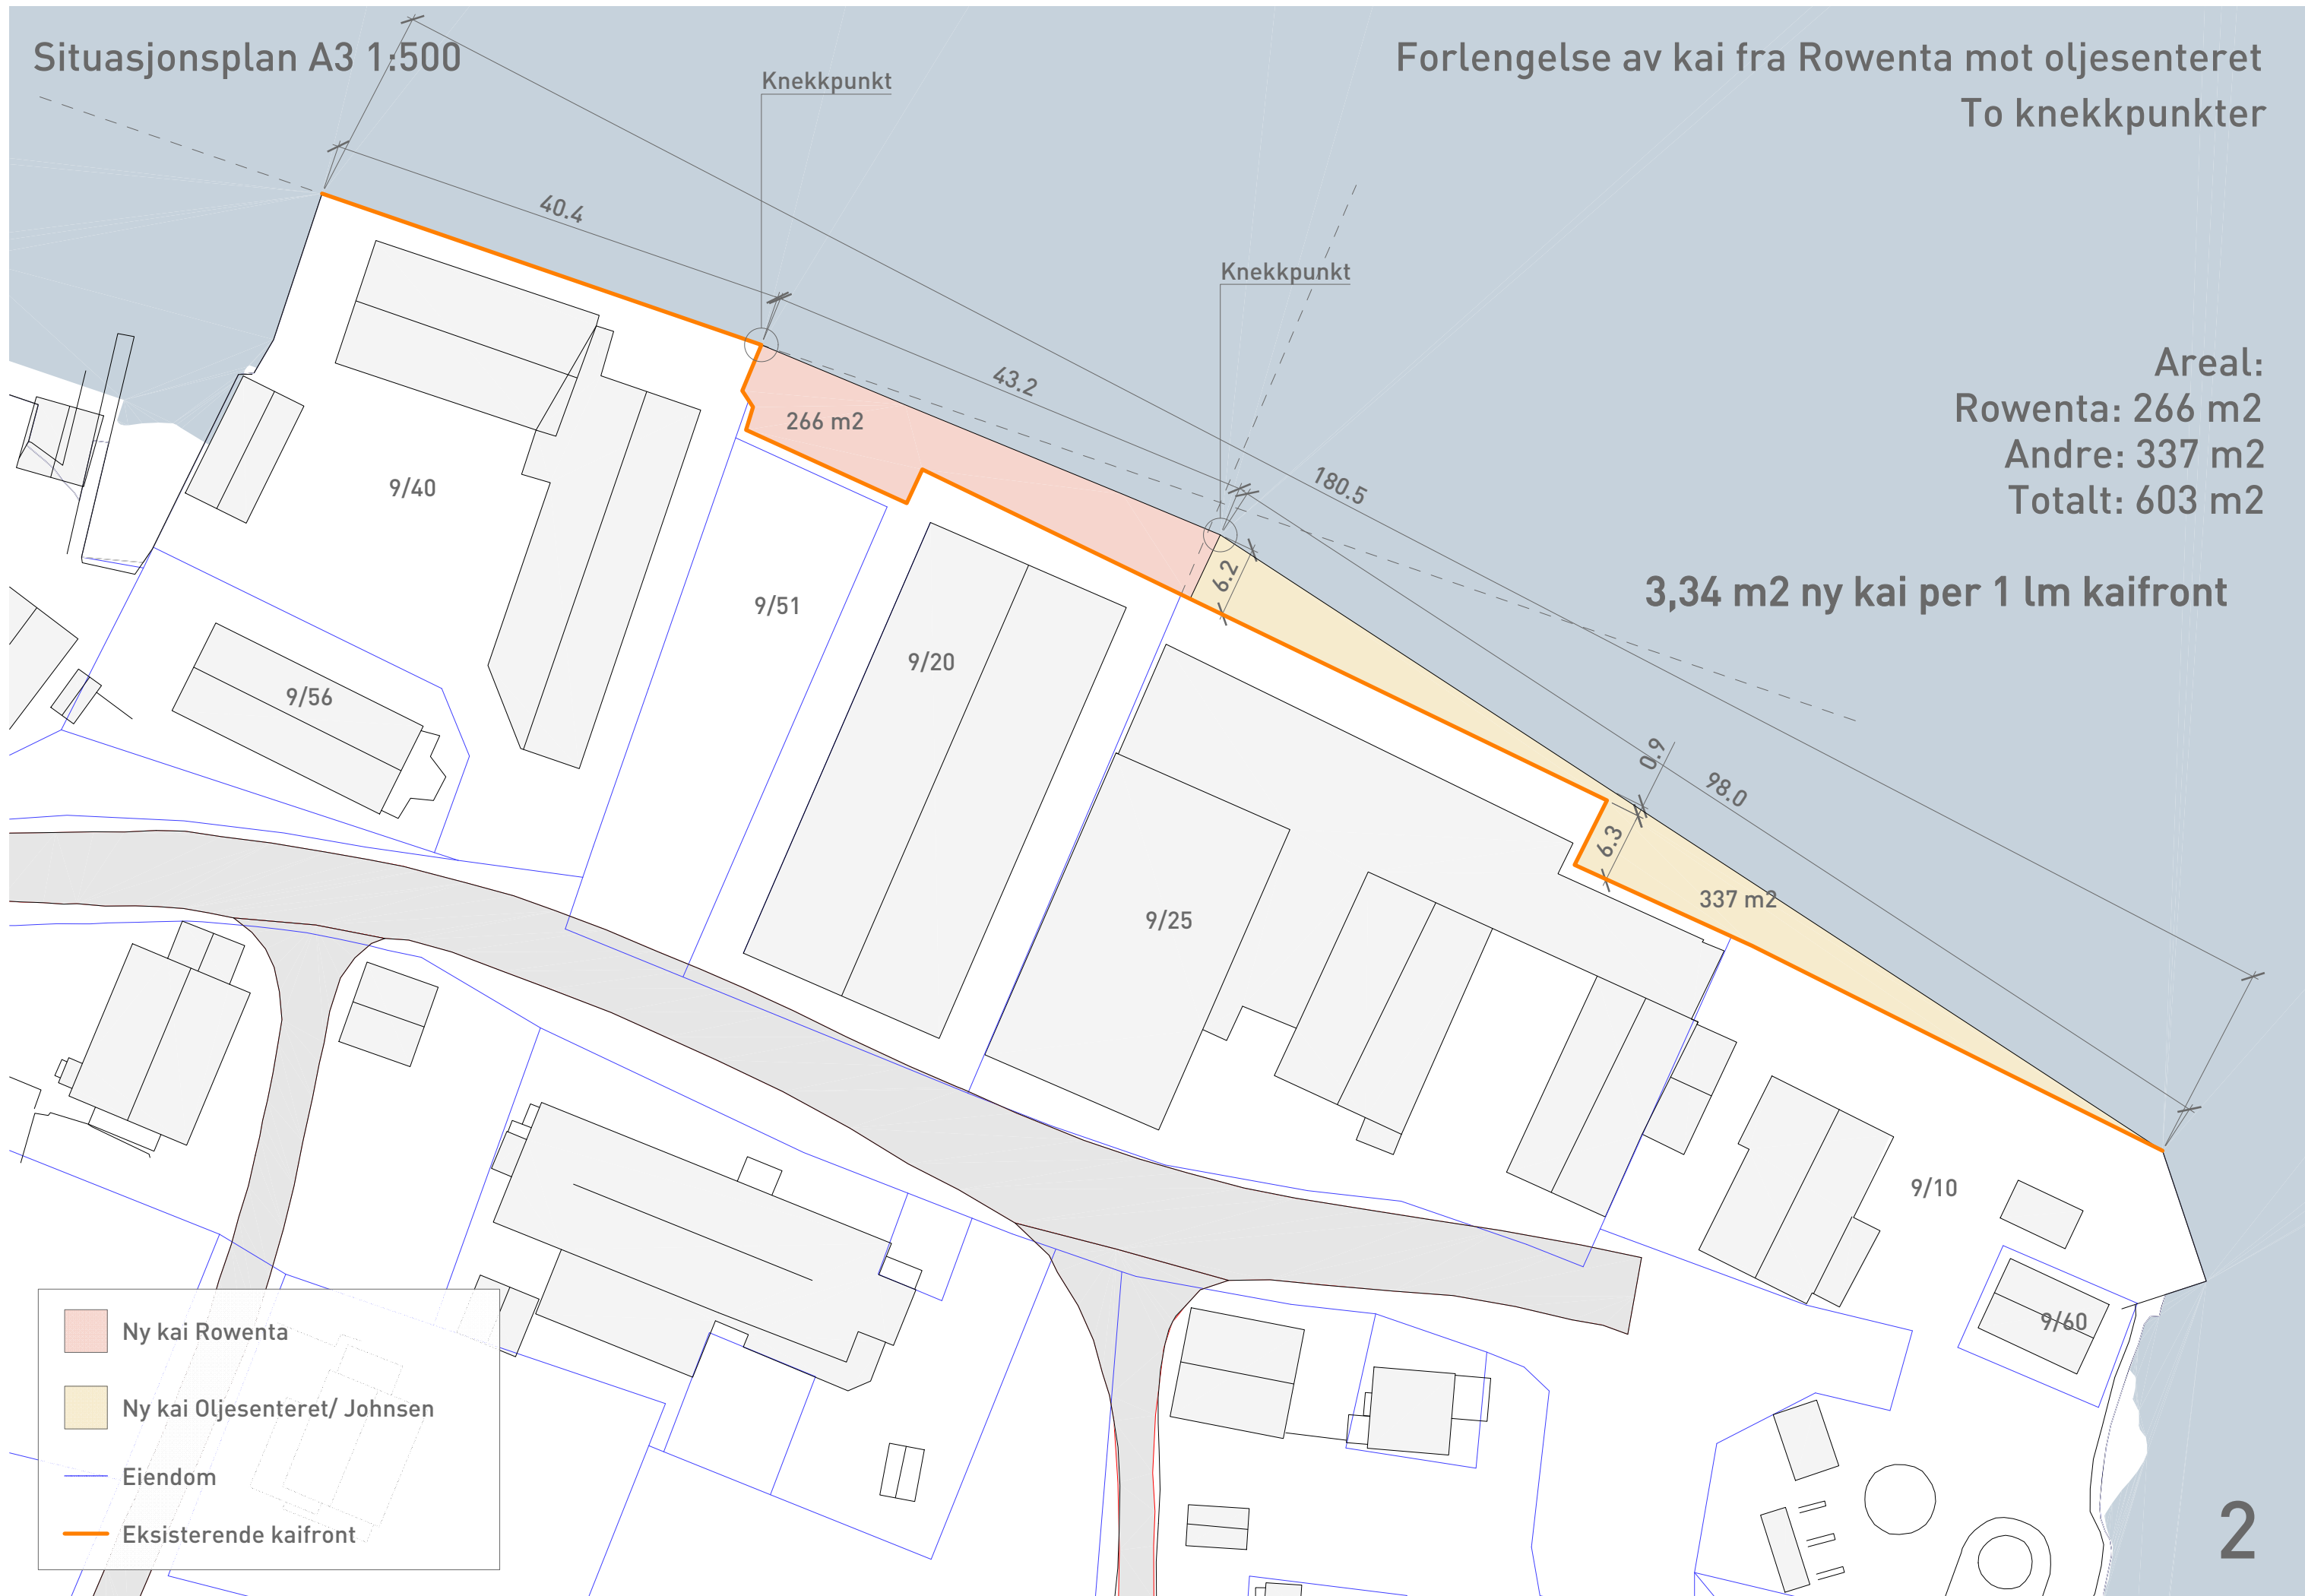 Situasjonsplan A3 1:500
Forlengelse av kai fra Rowenta mot oljesenteret
To knekkpunkter
Knekkpunkt
Knekkpunkt
40.4
43.2
180.5
Areal:
Rowenta: 266 m2
Andre: 337 m2
Totalt: 603 m2
3,34 m2 ny kai per 1 lm kaifront
266 m2
6.2
0.9
98.0
6.3
337 m2
9/40
9/51
9/20
9/56
9/25
9/10
9/60
Ny kai Rowenta
Ny kai Oljesenteret/ Johnsen
Eiendom
Eksisterende kaifront
2